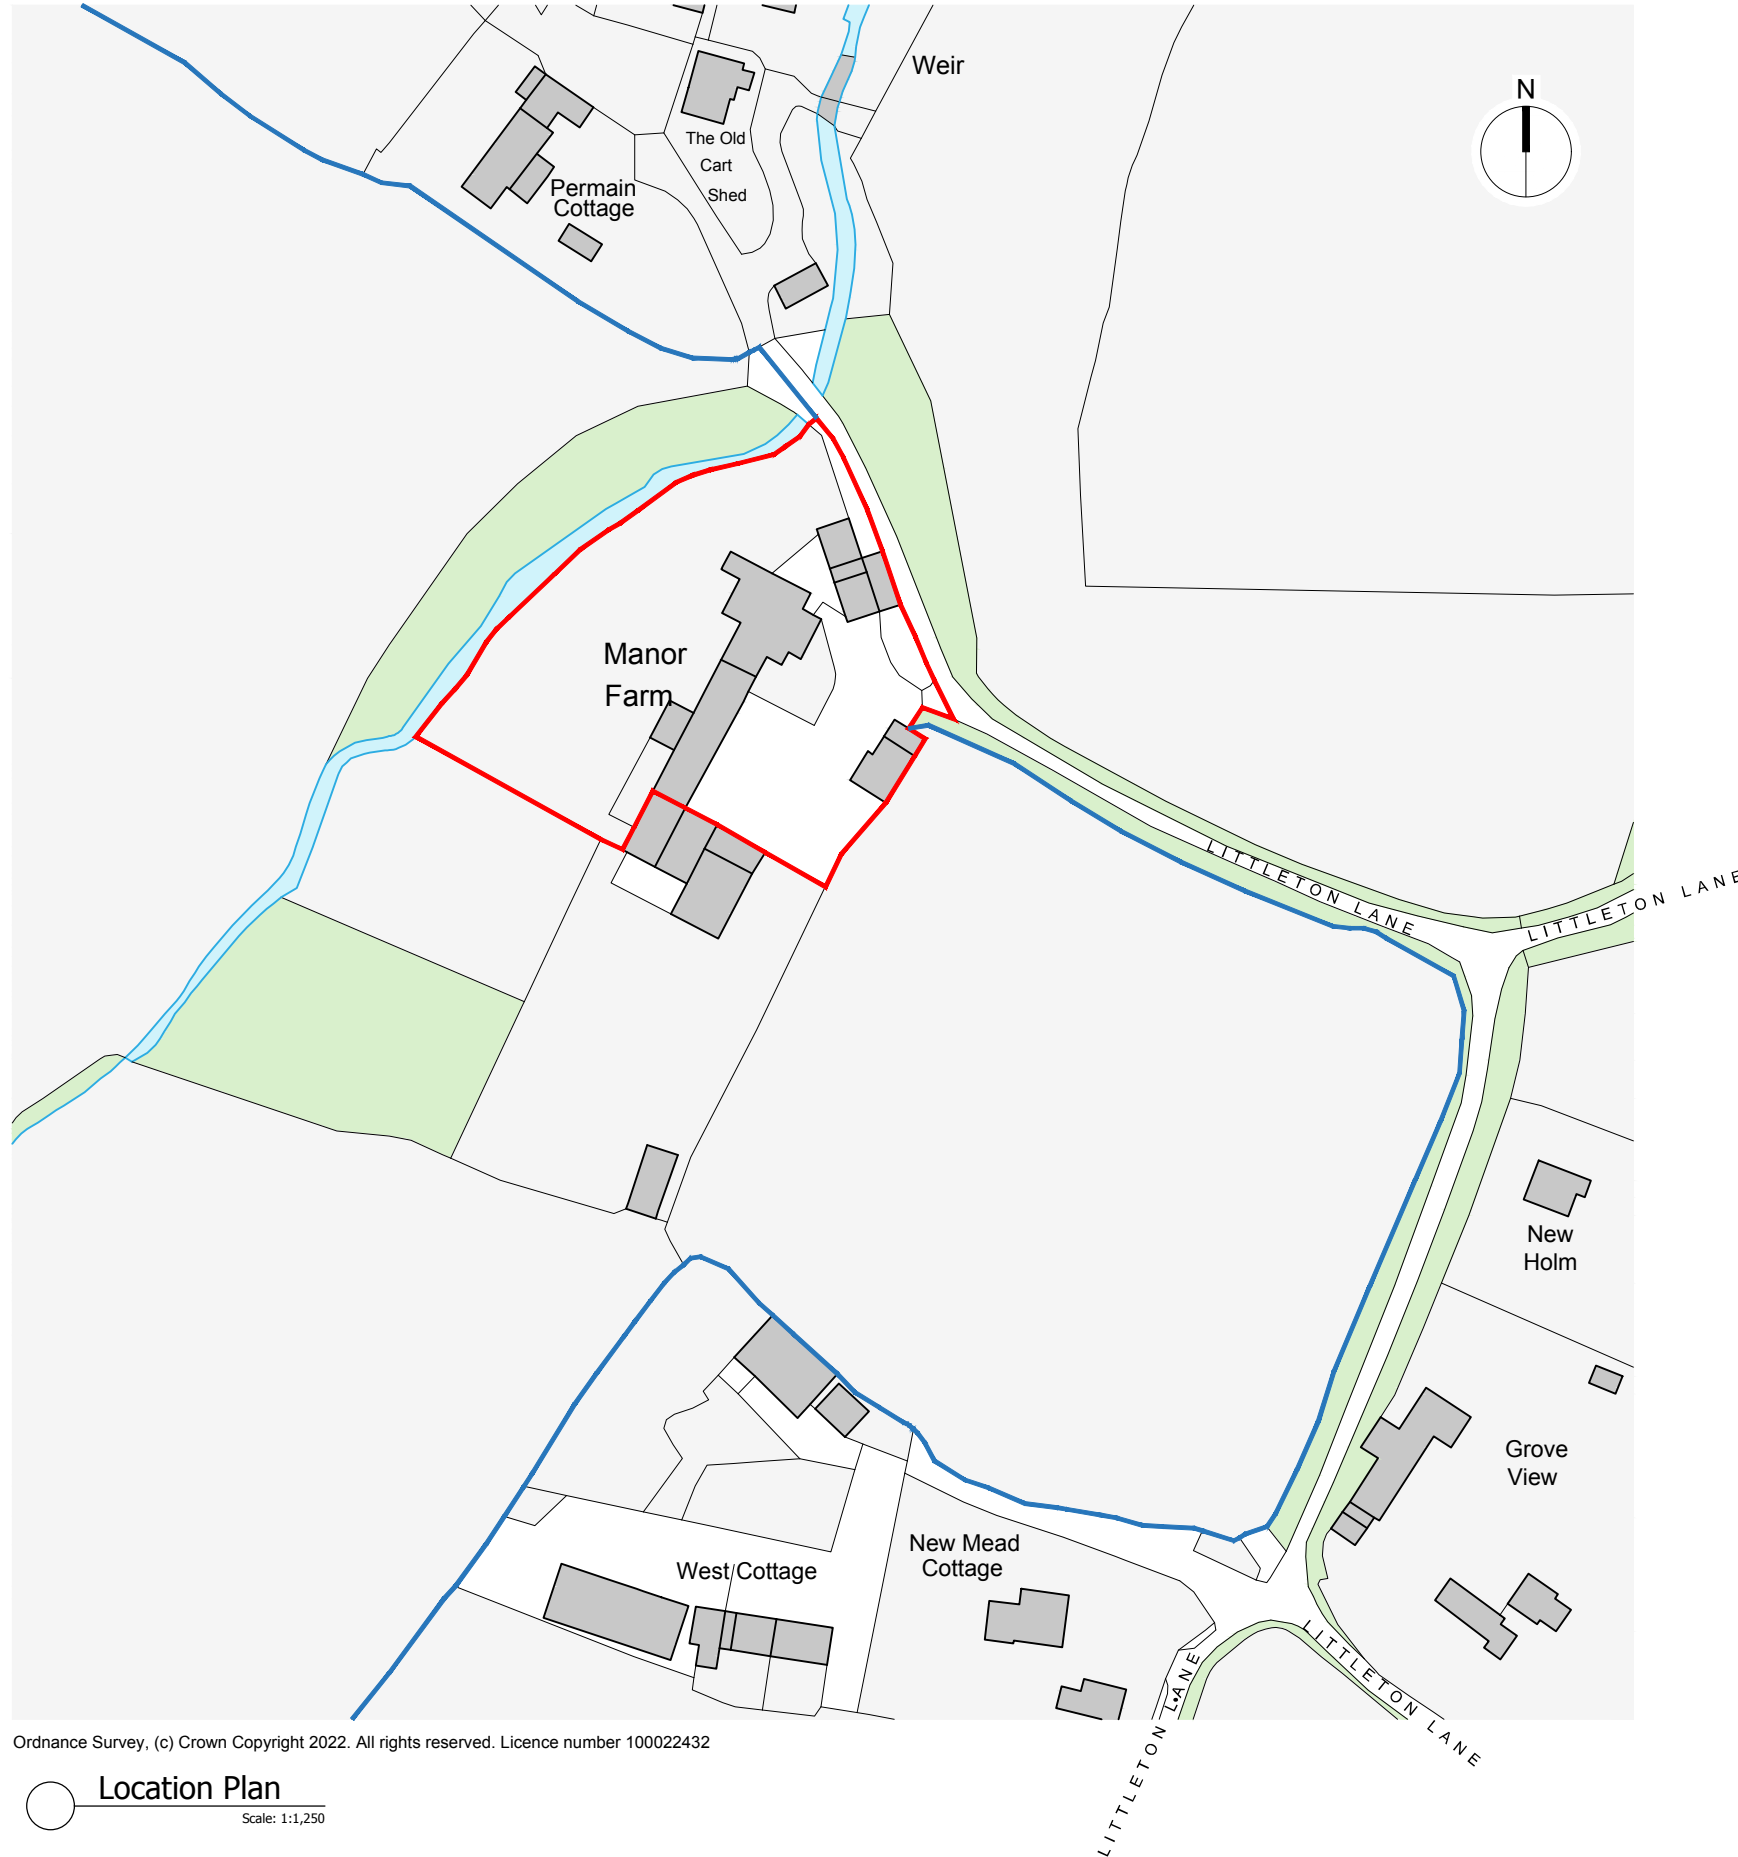 Weir
N
The Old
Cart
Shed
Permain
Cottage
Manor
Farm
LITTLETON LANE
LITTLETON LANE
New
Holm
Grove
View
New Mead
Cottage
West Cottage
LITTLETON LANE
LITTLETON LANE
Ordnance Survey, (c) Crown Copyright 2022. All rights reserved. Licence number 100022432
Location Plan
Scale: 1:1,250